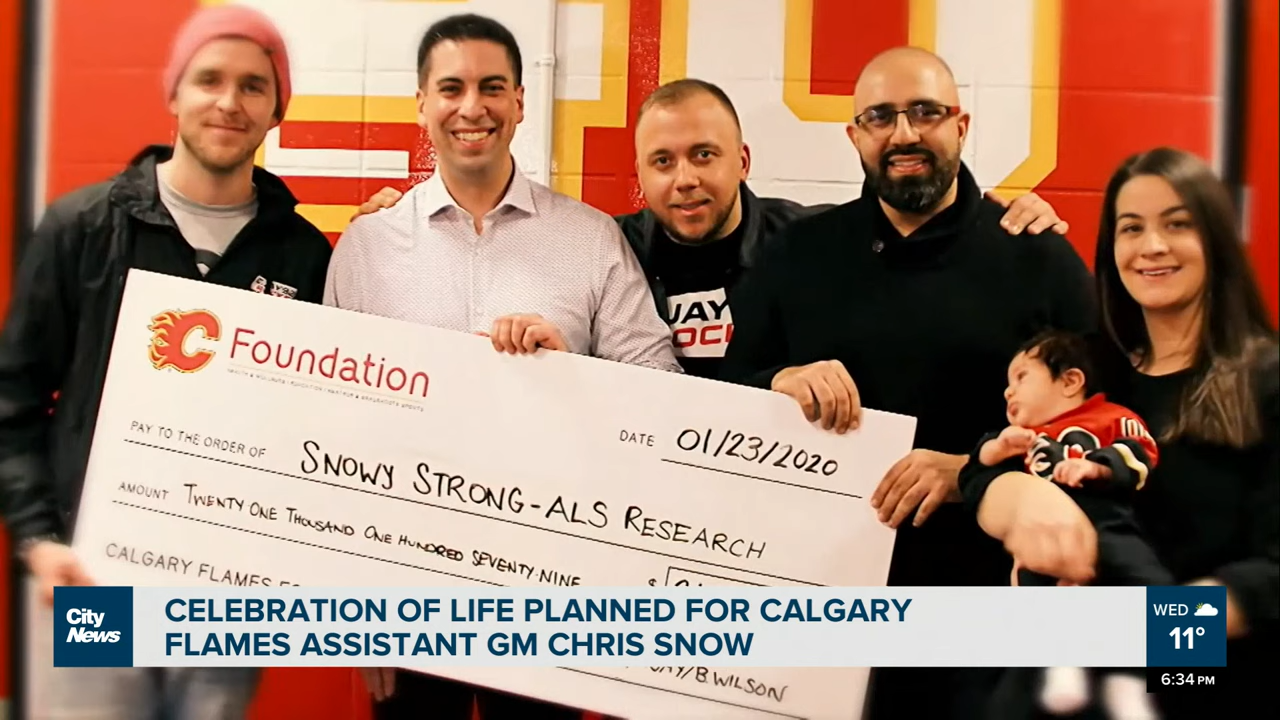 C Foundation
PAY TO THE ORDER OF SNOWY STRONG-ALS RESEARCH
DATE 01/23/2020
AMOUNT TWENTY ONE THOUSAND ONE HUNDRED SEVENTY-NINE $
CALGARY FLAMES
JAY/B WILSON
City News
CELEBRATION OF LIFE PLANNED FOR CALGARY
FLAMES ASSISTANT GM CHRIS SNOW
WED
11°
6:34 PM